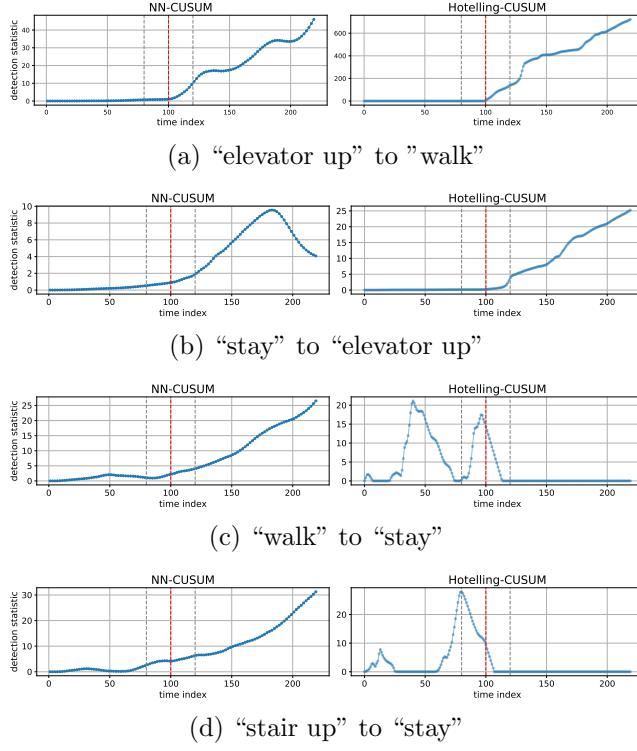 NN-CUSUM Hotelling-CUSUM
detection statistic
40
30
20
10
0
600
400
200
0
0 50 100 150 200 0 50 100 150 200
time index time index
(a) “elevator up” to ”walk”
NN-CUSUM Hotelling-CUSUM
detection statistic
10
8
6
4
2
0
25
20
15
10
5
0
0 50 100 150 200 0 50 100 150 200
time index time index
(b) “stay” to “elevator up”
NN-CUSUM Hotelling-CUSUM
detection statistic
25
20
15
10
5
0
20
15
10
5
0
0 50 100 150 200 0 50 100 150 200
time index time index
(c) “walk” to “stay”
NN-CUSUM Hotelling-CUSUM
detection statistic
30
20
10
0
20
10
0
0 50 100 150 200 0 50 100 150 200
time index time index
(d) “stair up” to “stay”